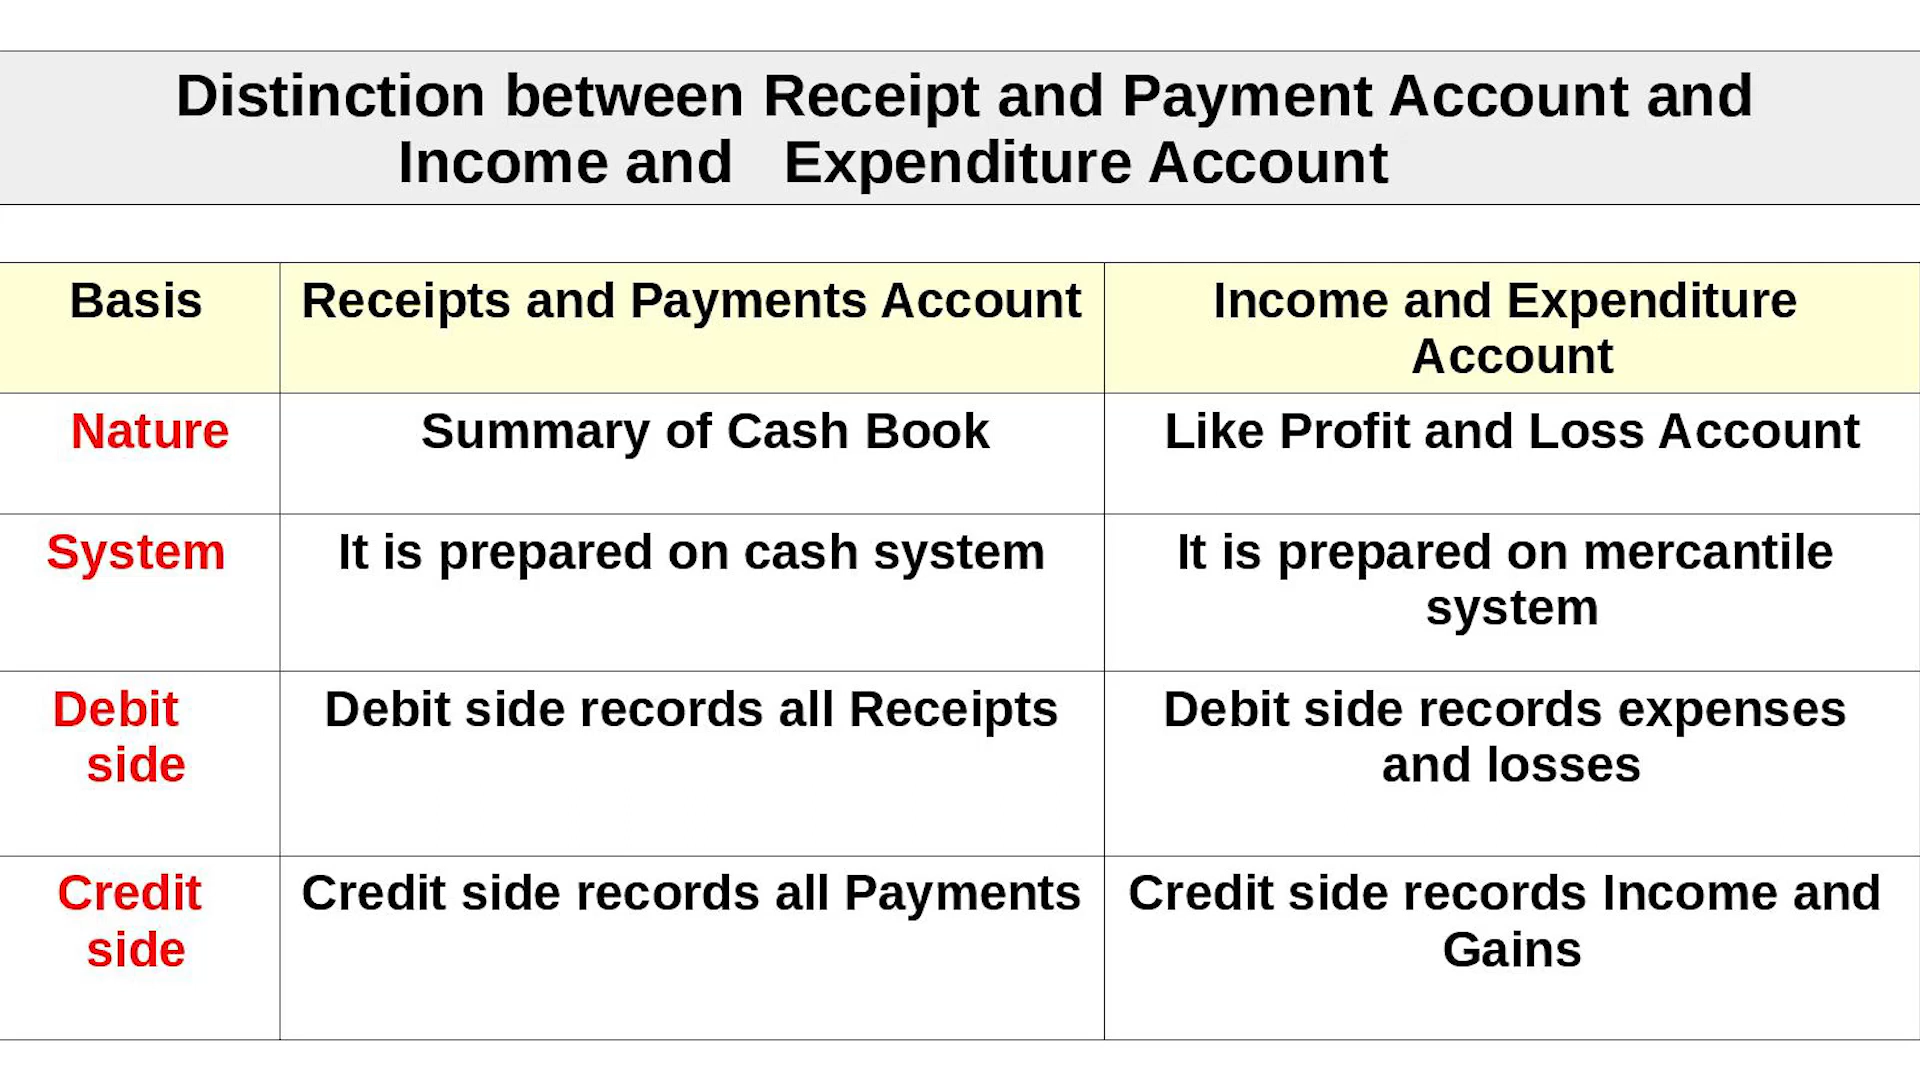 Distinction between Receipt and Payment Account and
Income and Expenditure Account
Basis
Receipts and Payments Account
Income and Expenditure
Account
Nature
Summary of Cash Book
Like Profit and Loss Account
System
It is prepared on cash system
It is prepared on mercantile
system
Debit
side
Debit side records all Receipts
Debit side records expenses
and losses
Credit
side
Credit side records all Payments
Credit side records Income and
Gains